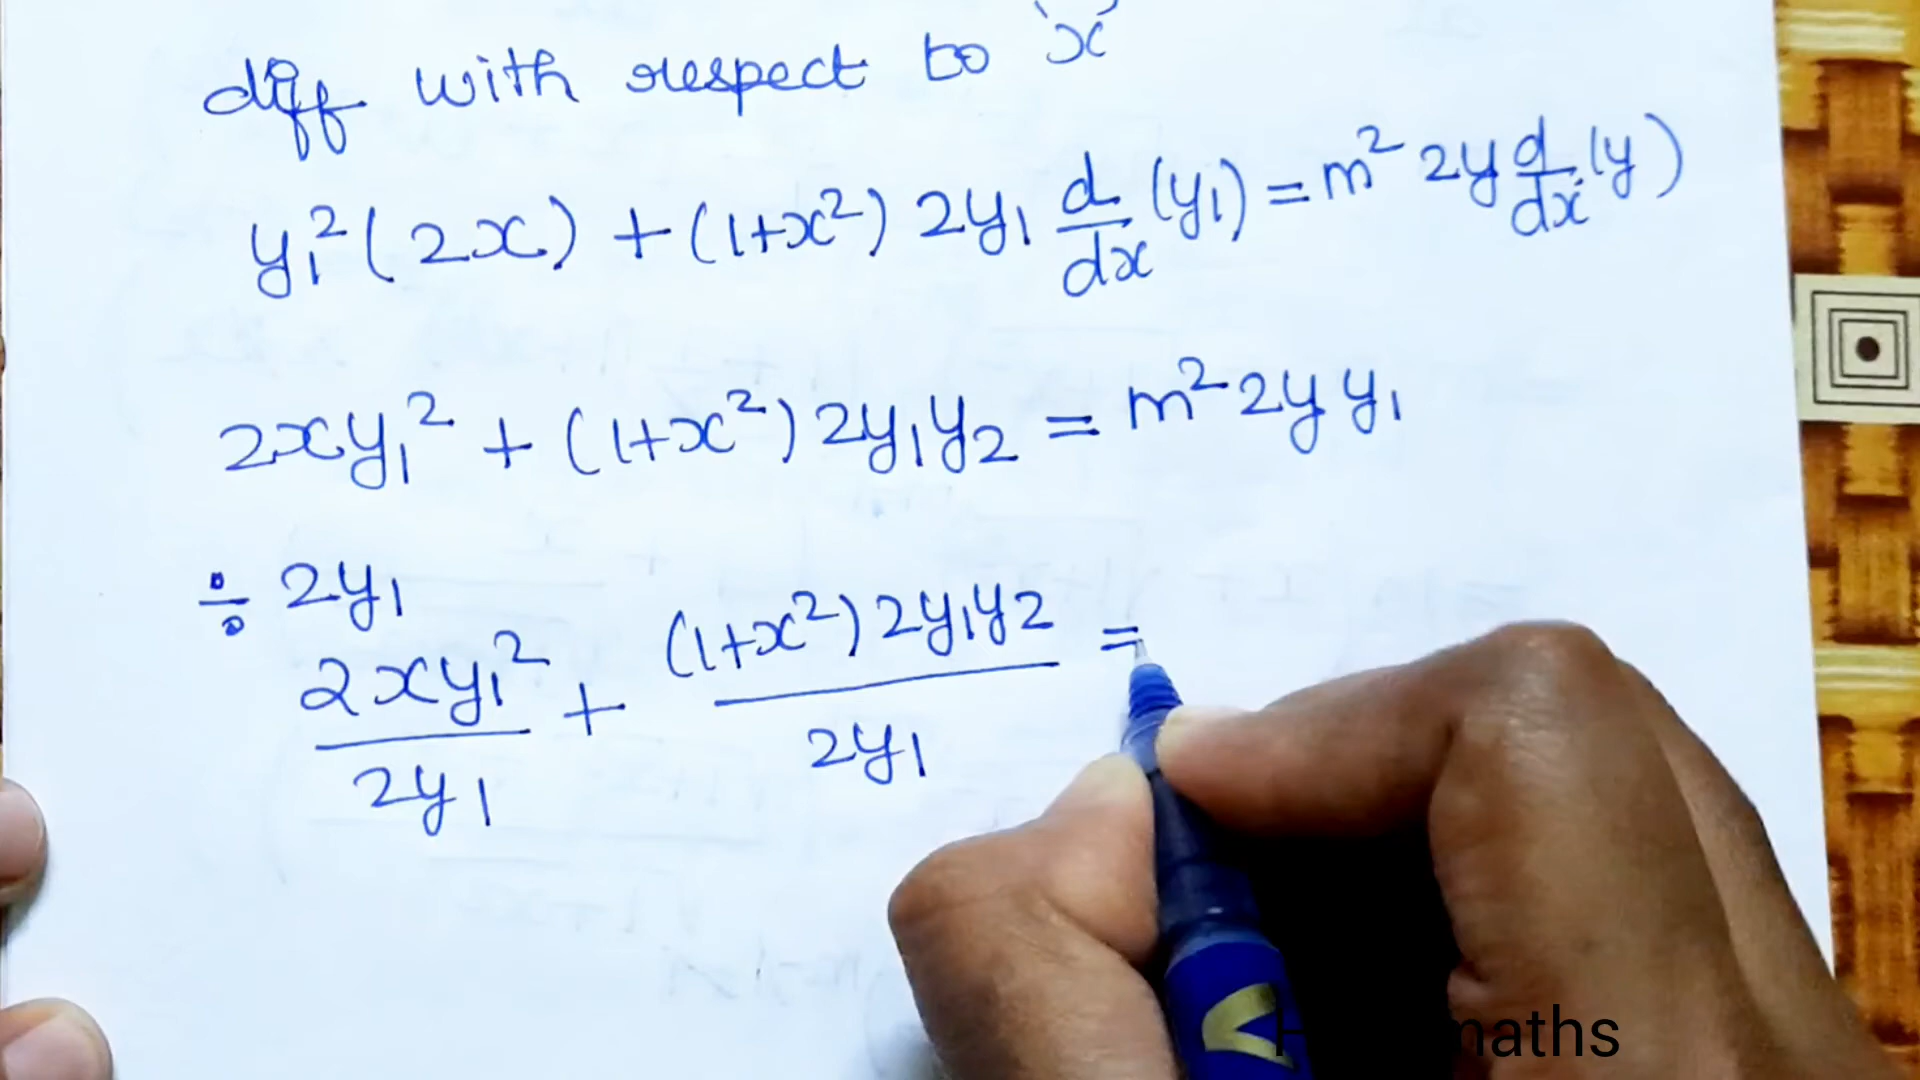 diff with respect to 'x'
y₁²(2x) + (1+x²) 2y₁ d/dx (y₁) = m² 2y d/dx (y)
2xy₁² + (1+x²) 2y₁y₂ = m² 2y y₁
÷ 2y₁
2xy₁²/2y₁ + (1+x²) 2y₁y₂/2y₁ =
maths